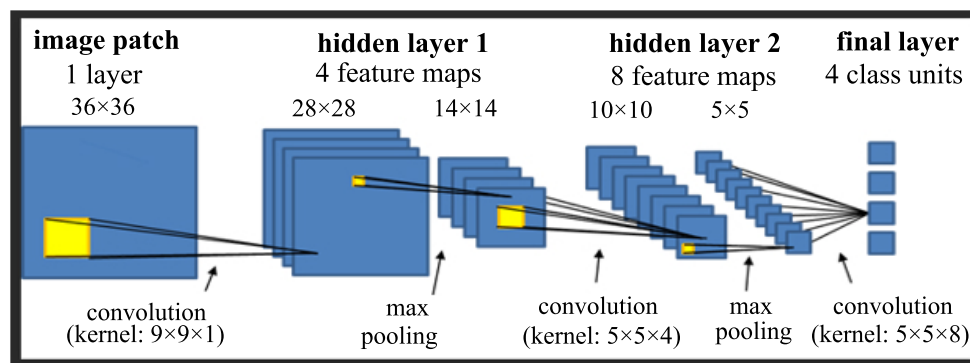 image patch
1 layer
36×36
hidden layer 1
4 feature maps
28×28
14×14
hidden layer 2
8 feature maps
10×10
5×5
final layer
4 class units
convolution
(kernel: 9×9×1)
max
pooling
convolution
(kernel: 5×5×4)
max
pooling
convolution
(kernel: 5×5×8)